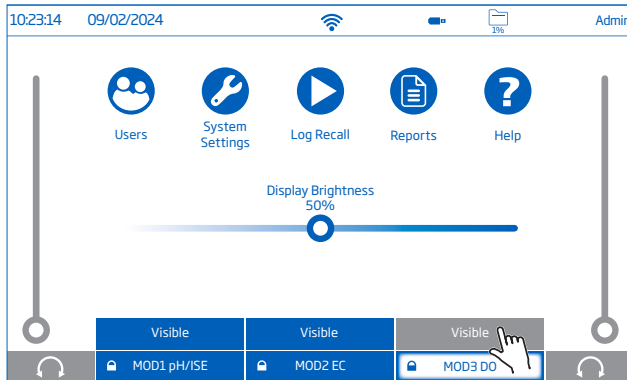 10:23:14 09/02/2024 1% Admin
Users
System
Settings
Log Recall
Reports
Help
Display Brightness
50%
Visible Visible Visible
MOD1 pH/ISE MOD2 EC MOD3 DO